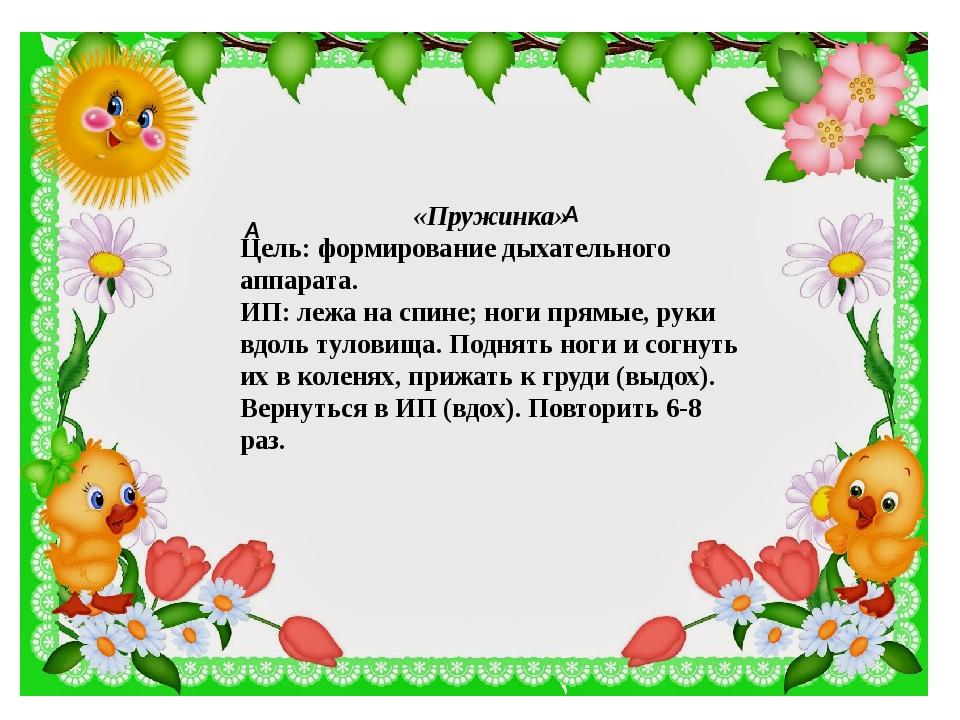 «Пружинка» А
А
Цель: формирование дыхательного
аппарата.
ИП: лежа на спине; ноги прямые, руки
вдоль туловища. Поднять ноги и согнуть
их в коленях, прижать к груди (выдох).
Вернуться в ИП (вдох). Повторить 6-8
раз.